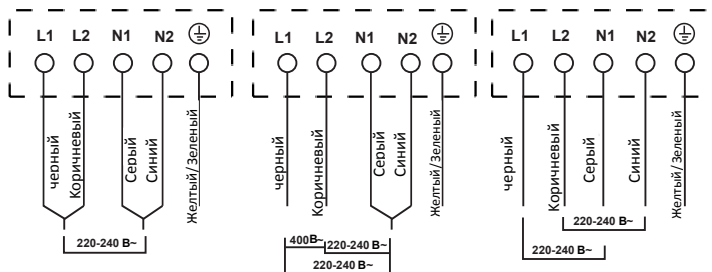 L1 L2 N1 N2
черный
Коричневый
Серый
Синий
Желтый/Зеленый
220-240 В~
L1 L2 N1 N2
черный
Коричневый
Серый
Синий
Желтый/Зеленый
400В~
220-240 В~
220-240 В~
L1 L2 N1 N2
черный
Коричневый
Серый
Синий
Желтый/Зеленый
220-240 В~
220-240 В~